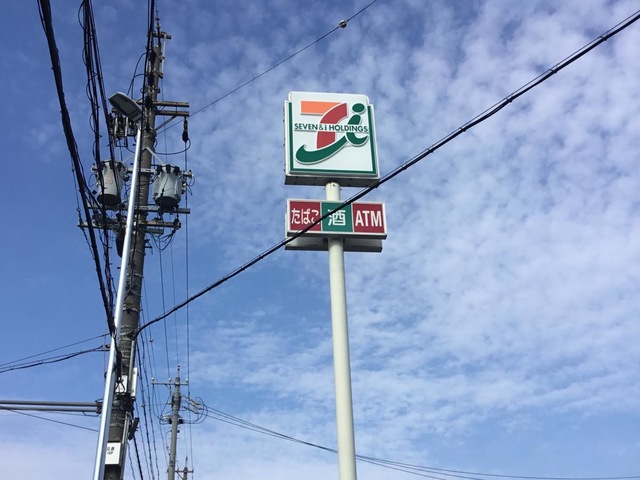 SEVEN & i HOLDINGS
たばこ 酒 ATM